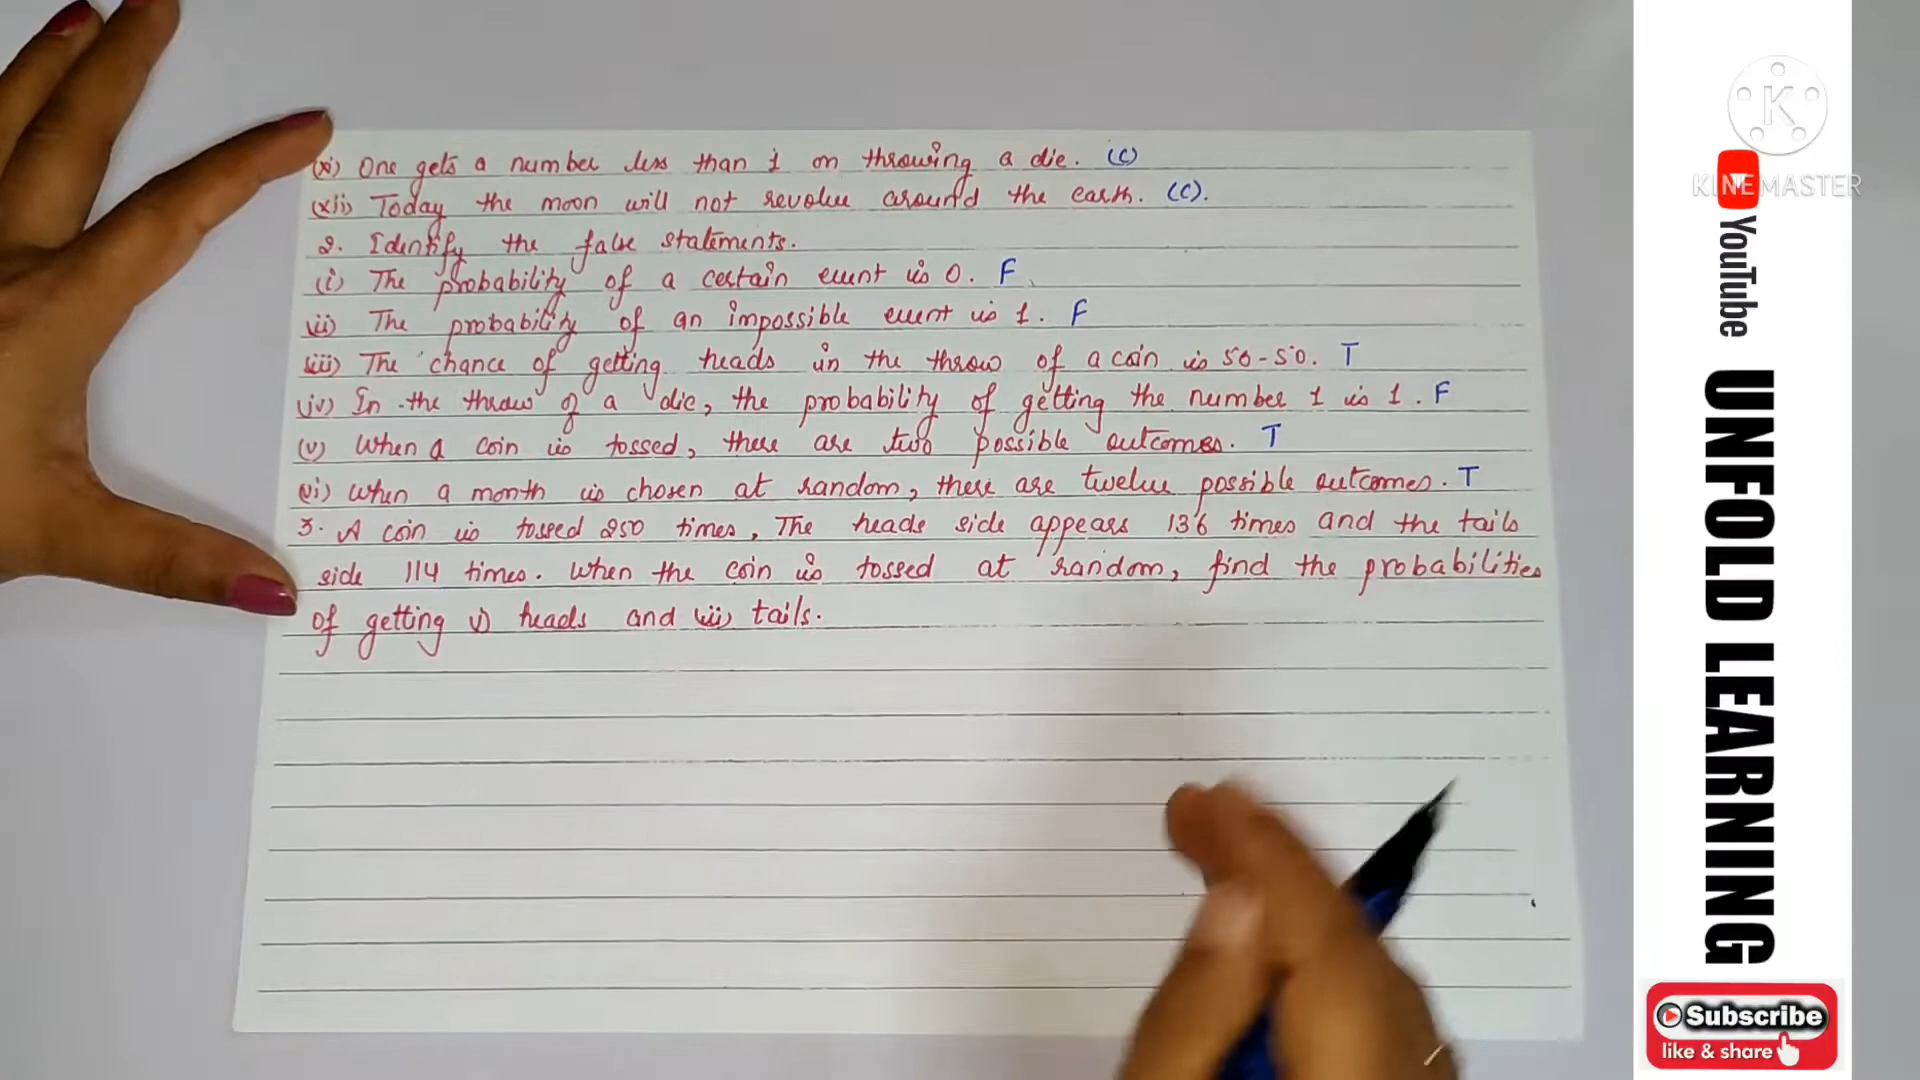 (xi) One gets a number less than 1 on throwing a die. (c)
(xii) Today the moon will not revolve around the earth. (c).
2. Identify the false statements.
(i) The probability of a certain event is 0. F
(ii) The probability of an impossible event is 1. F
(iii) The chance of getting heads in the throw of a coin is 50-50. T
(iv) In the throw of a die, the probability of getting the number 1 is 1. F
(v) When a coin is tossed, there are two possible outcomes. T
(vi) When a month is chosen at random, there are twelve possible outcomes. T
3. A coin is tossed 250 times, The heads side appears 136 times and the tails
side 114 times. When the coin is tossed at random, find the probabilities
of getting i) heads and (ii) tails.
K
KINEMASTER
YouTube UNFOLD LEARNING
Subscribe
like & share